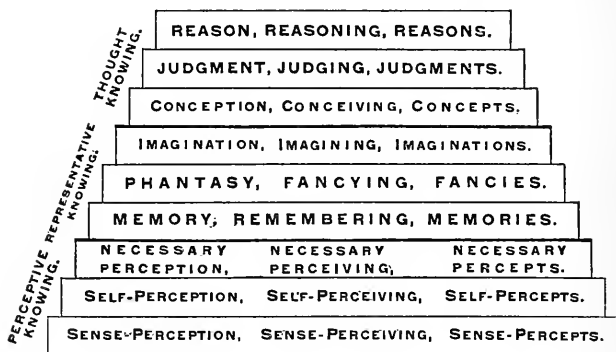 THOUGHT
KNOWING.
REASON, REASONING, REASONS.
JUDGMENT, JUDGING, JUDGMENTS.
CONCEPTION, CONCEIVING, CONCEPTS.
REPRESENTATIVE
KNOWING.
IMAGINATION, IMAGINING, IMAGINATIONS.
PHANTASY, FANCYING, FANCIES.
MEMORY, REMEMBERING, MEMORIES.
PERCEPTIVE
KNOWING.
NECESSARY NECESSARY NECESSARY
PERCEPTION, PERCEIVING, PERCEPTS.
SELF-PERCEPTION, SELF-PERCEIVING, SELF-PERCEPTS.
SENSE-PERCEPTION, SENSE-PERCEIVING, SENSE-PERCEPTS.